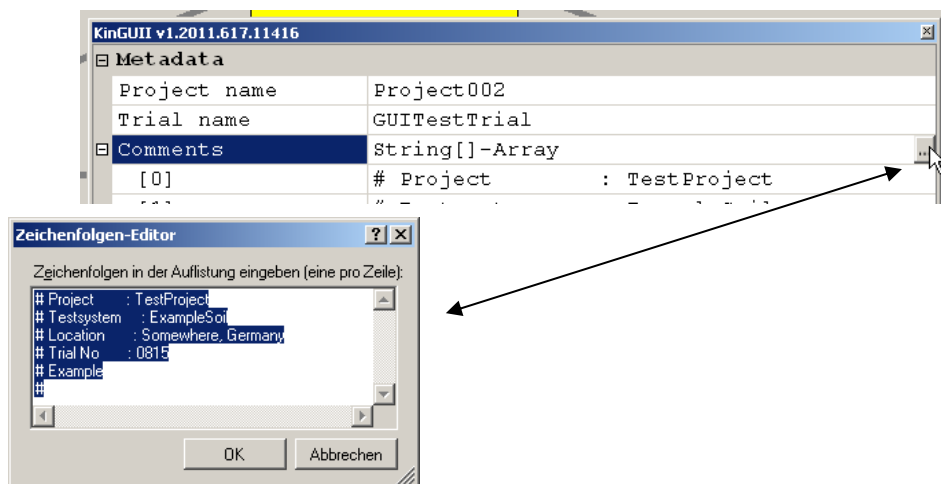 KinGUII v1.2011.617.11416
Metadata
Project name Project002
Trial name GUITestTrial
Comments String[]-Array ...
[0] # Project : TestProject
Zeichenfolgen-Editor
Zeichenfolgen in der Auflistung eingeben (eine pro Zeile):
# Project : TestProject
# Testsystem : ExampleSoil
# Location : Somewhere, Germany
# Trial No : 0815
# Example
#
OK Abbrechen